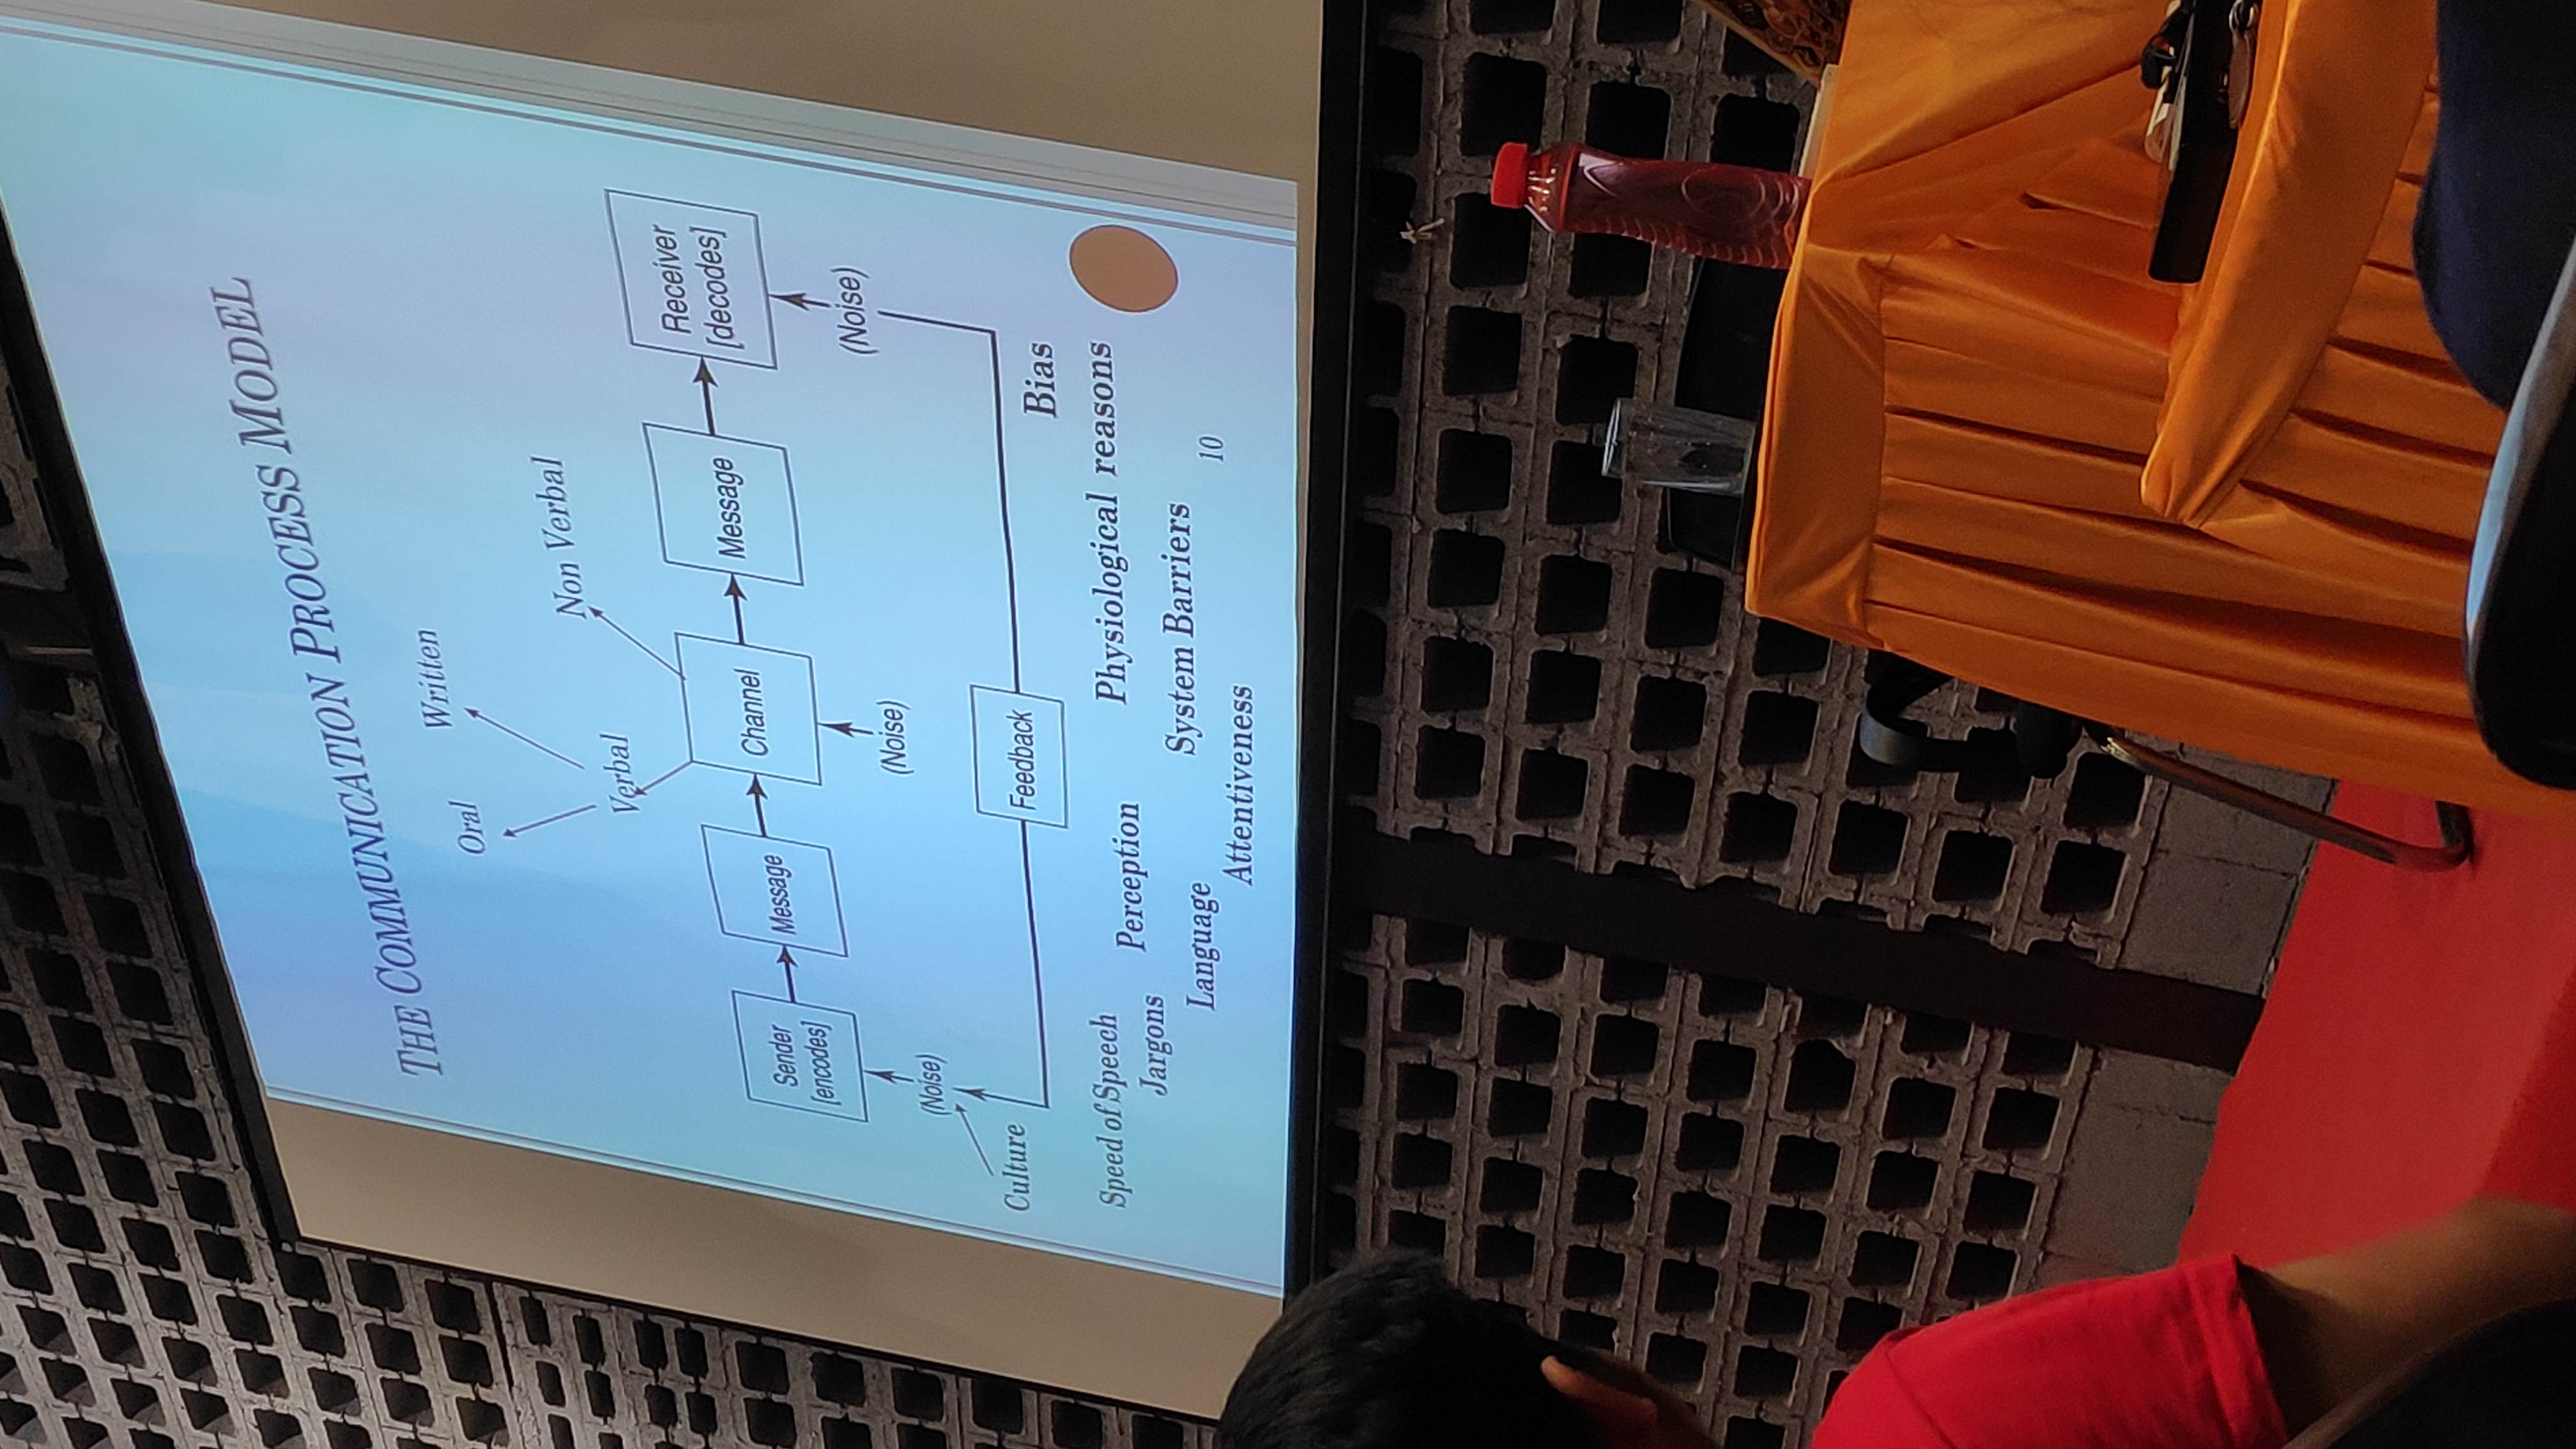 THE COMMUNICATION PROCESS MODEL
Oral
Written
Verbal
Non Verbal
Sender
[encodes]
Message
Channel
Message
Receiver
[decodes]
(Noise)
(Noise)
(Noise)
Culture
Feedback
Bias
Speed of Speech
Perception
Physiological reasons
Jargons
Language
System Barriers
Attentiveness
10